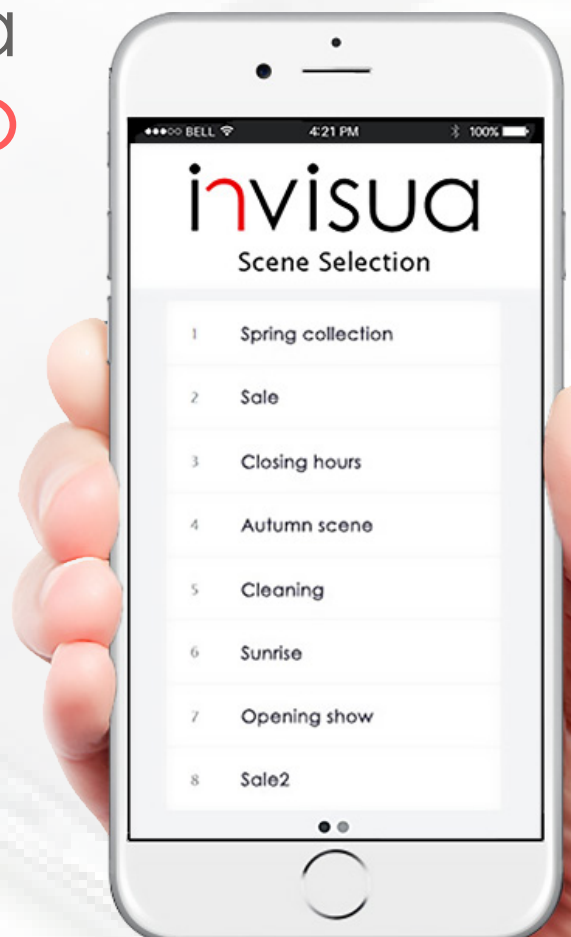 a
●●●○○ BELL 4:21 PM 100%
invisua
Scene Selection
1 Spring collection
2 Sale
3 Closing hours
4 Autumn scene
5 Cleaning
6 Sunrise
7 Opening show
8 Sale2